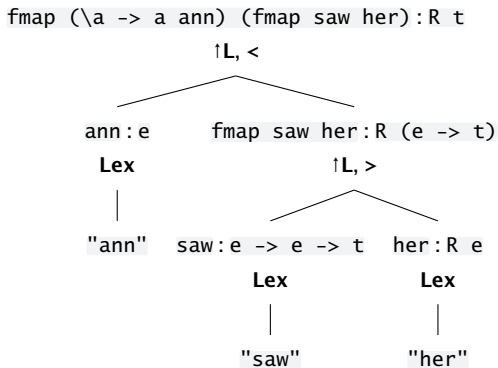 fmap (\a -> a ann) (fmap saw her):R t
↑L, <
ann:e fmap saw her:R (e -> t)
Lex ↑L, >
"ann" saw:e -> e -> t her:R e
Lex Lex
"saw" "her"